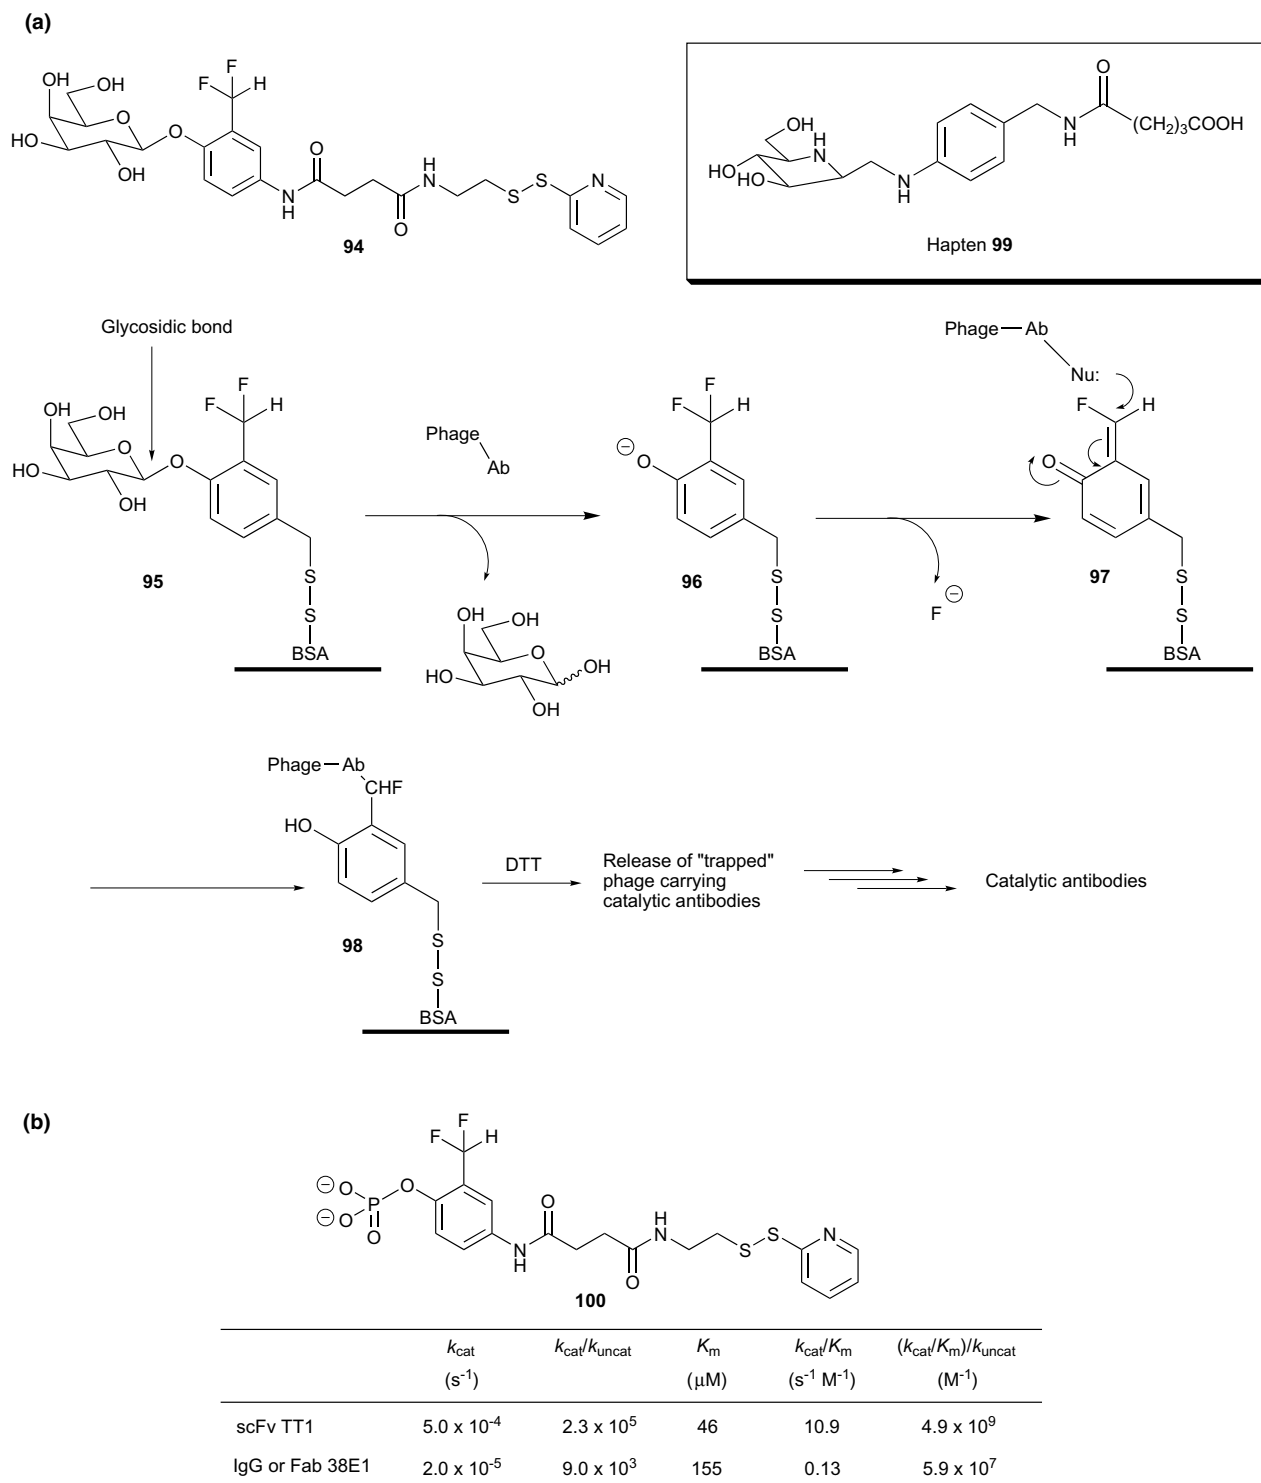 (a)
OH
OH
HO
OH
O
O
F
F
H
N
H
O
O
H
N
S
S
N
94
OH
HO
HO
H
N
N
H
N
H
O
(CH2)3COOH
Hapten 99
Glycosidic bond
OH
OH
HO
OH
O
O
F
F
H
S
S
BSA
95
Phage
Ab
OH
OH
HO
OH
O
OH
F
F
H
⊖
O
S
S
BSA
96
F⊖
Phage—Ab
Nu:
F
H
O
S
S
BSA
97
Phage—Ab
CHF
HO
S
S
BSA
98
DTT
Release of "trapped"
phage carrying
catalytic antibodies
Catalytic antibodies
(b)
F
F
H
⊖ O
⊖ O
P
O
O
N
H
O
O
H
N
S
S
N
100
kcat kcat/kuncat Km kcat/Km (kcat/Km)/kuncat
(s-1) (μM) (s-1 M-1) (M-1)
scFv TT1 5.0 x 10-4 2.3 x 105 46 10.9 4.9 x 109
IgG or Fab 38E1 2.0 x 10-5 9.0 x 103 155 0.13 5.9 x 107